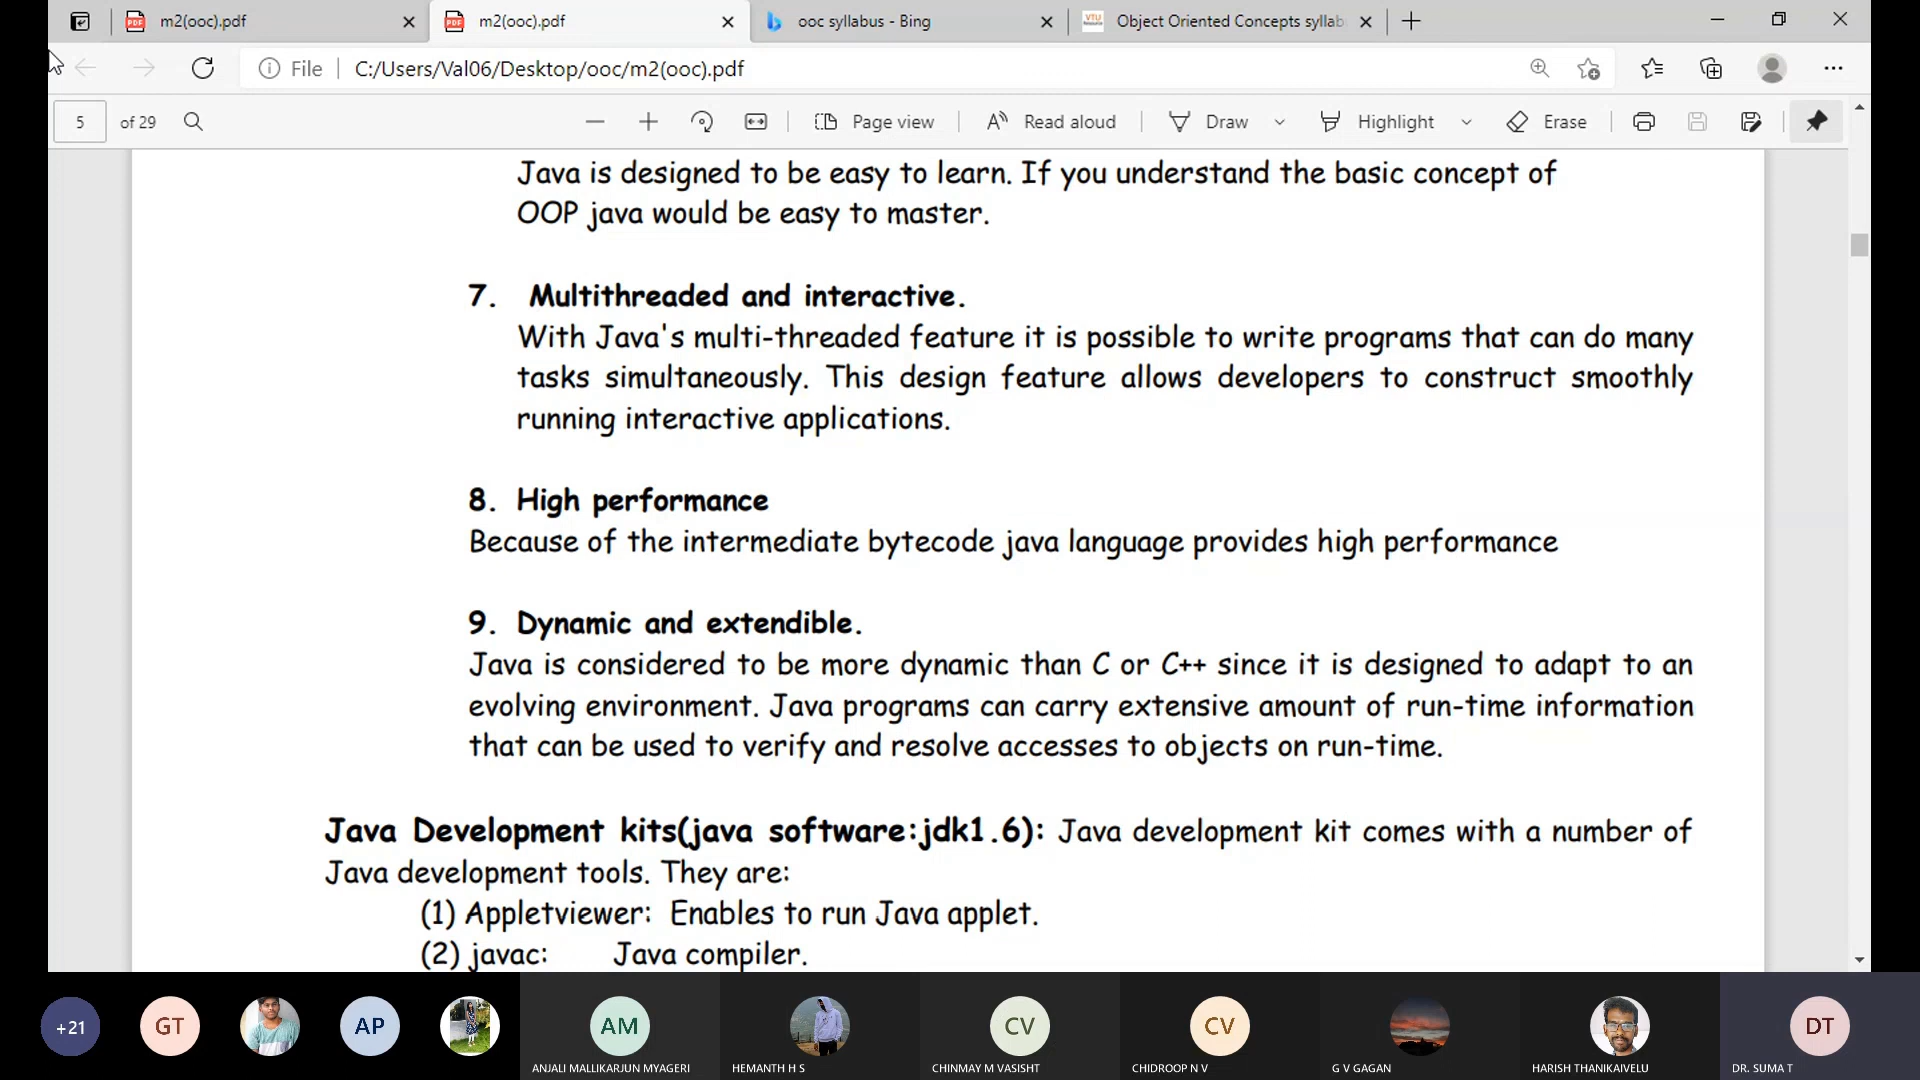 m2(ooc).pdf
m2(ooc).pdf
ooc syllabus - Bing
Object Oriented Concepts syllab
File
C:/Users/Val06/Desktop/ooc/m2(ooc).pdf
5 of 29
Page view
Read aloud
Draw
Highlight
Erase
Java is designed to be easy to learn. If you understand the basic concept of
OOP java would be easy to master.
7. Multithreaded and interactive.
With Java's multi-threaded feature it is possible to write programs that can do many
tasks simultaneously. This design feature allows developers to construct smoothly
running interactive applications.
8. High performance
Because of the intermediate bytecode java language provides high performance
9. Dynamic and extendible.
Java is considered to be more dynamic than C or C++ since it is designed to adapt to an
evolving environment. Java programs can carry extensive amount of run-time information
that can be used to verify and resolve accesses to objects on run-time.
Java Development kits(java software:jdk1.6): Java development kit comes with a number of
Java development tools. They are:
(1) Appletviewer: Enables to run Java applet.
(2) javac: Java compiler.
+21
GT
AP
AM
CV
CV
DT
ANJALI MALLIKARJUN MYAGERI
HEMANTH H S
CHINMAY M VASISHT
CHIDROOP N V
G V GAGAN
HARISH THANIKAIVELU
DR. SUMA T